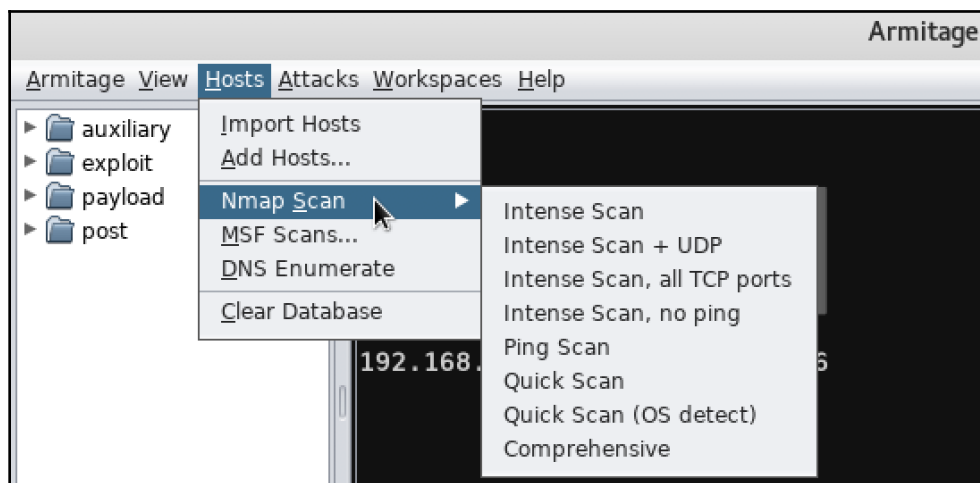 Armitage
Armitage View Hosts Attacks Workspaces Help
auxiliary
exploit
payload
post
Import Hosts
Add Hosts...
Nmap Scan
MSF Scans...
DNS Enumerate
Clear Database
Intense Scan
Intense Scan + UDP
Intense Scan, all TCP ports
Intense Scan, no ping
Ping Scan
Quick Scan
Quick Scan (OS detect)
Comprehensive
192.168. 6